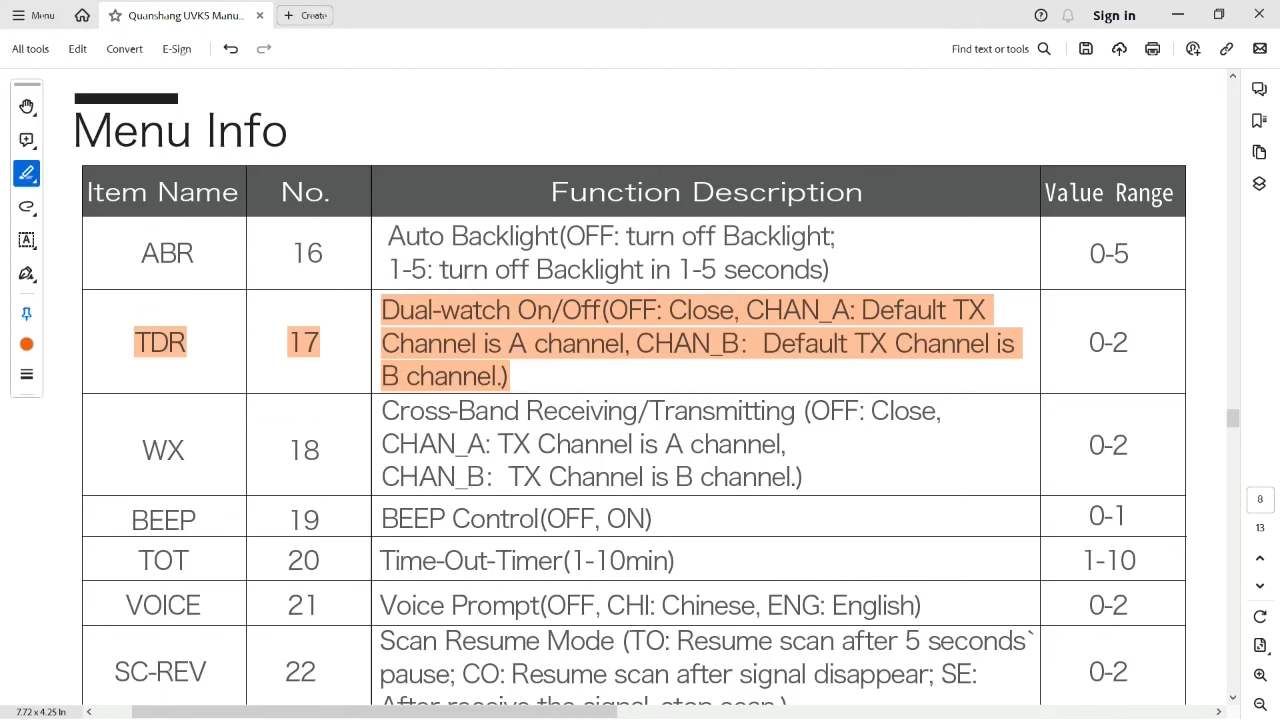 Menu
Quanshang UVK5 Manu...
Create
Sign in
All tools
Edit
Convert
E-Sign
Find text or tools
Menu Info
Item Name No. Function Description Value Range
ABR 16 Auto Backlight(OFF: turn off Backlight;
1-5: turn off Backlight in 1-5 seconds) 0-5
TDR 17 Dual-watch On/Off(OFF: Close, CHAN_A: Default TX
Channel is A channel, CHAN_B: Default TX Channel is 0-2
B channel.)
WX 18 Cross-Band Receiving/Transmitting (OFF: Close,
CHAN_A: TX Channel is A channel, 0-2
CHAN_B: TX Channel is B channel.)
BEEP 19 BEEP Control(OFF, ON) 0-1
TOT 20 Time-Out-Timer(1-10min) 1-10
VOICE 21 Voice Prompt(OFF, CHI: Chinese, ENG: English) 0-2
SC-REV 22 Scan Resume Mode (TO: Resume scan after 5 seconds`
pause; CO: Resume scan after signal disappear; SE: 0-2
After receive the signal, stop scan.)
8
13
7.72 x 4.25 In